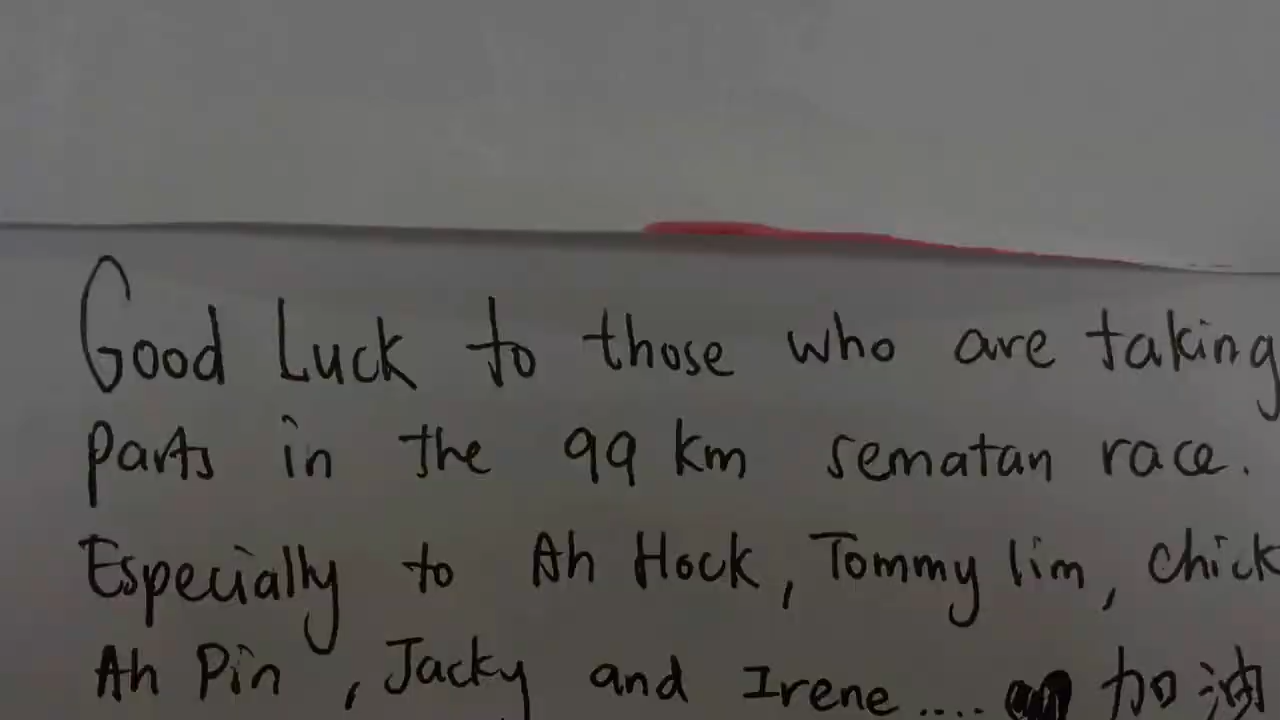 Good Luck to those who are taking
parts in the 99 km sematan race.
Especially to Ah Hock, Tommy lim, chick
Ah Pin, Jacky and Irene.... 加油